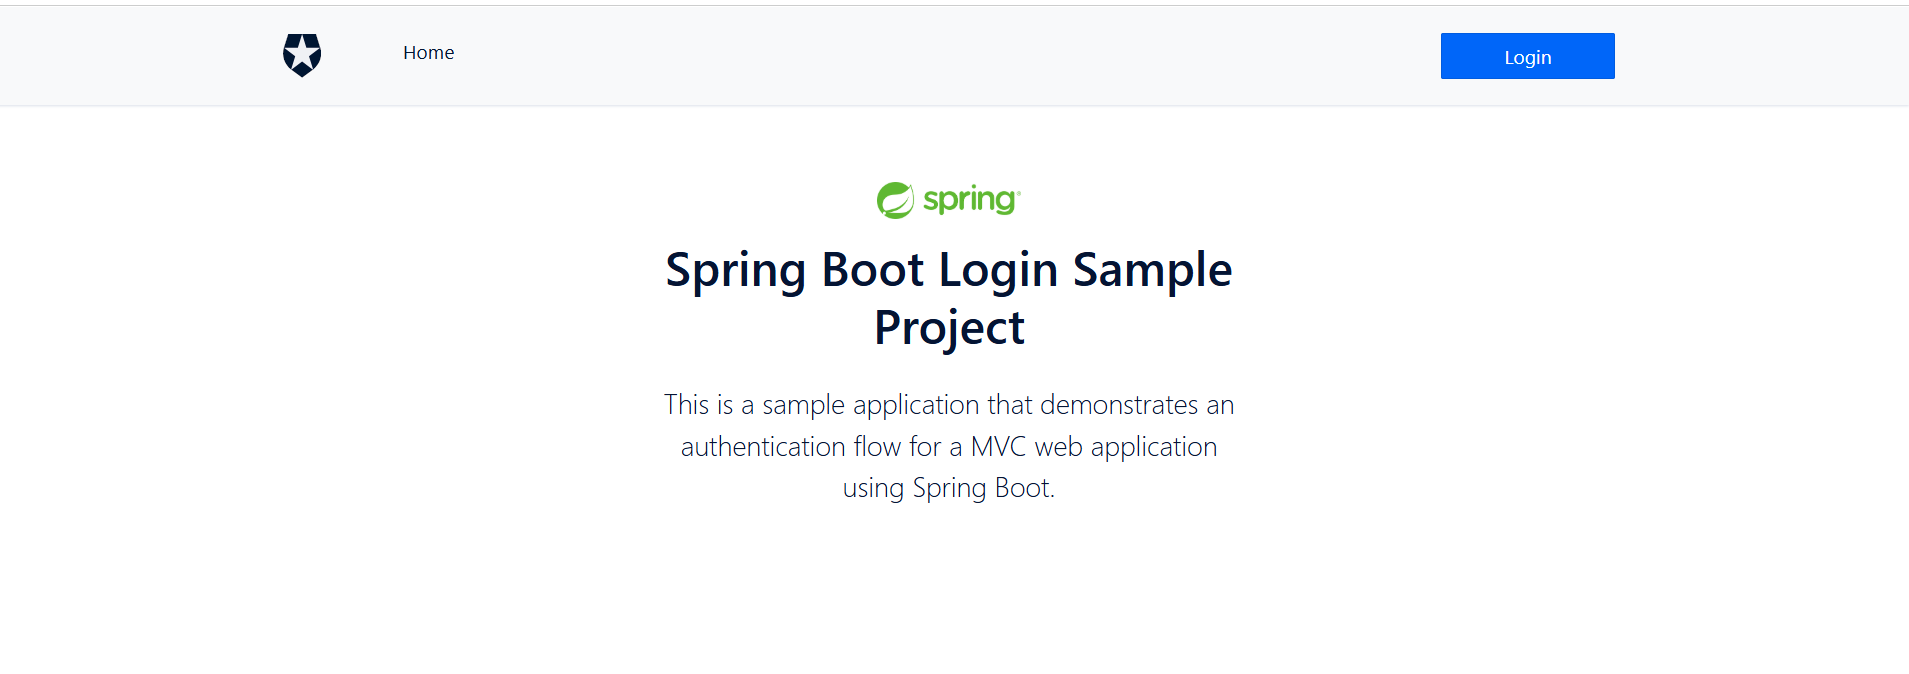 Home
Login
spring
Spring Boot Login Sample
Project
This is a sample application that demonstrates an
authentication flow for a MVC web application
using Spring Boot.